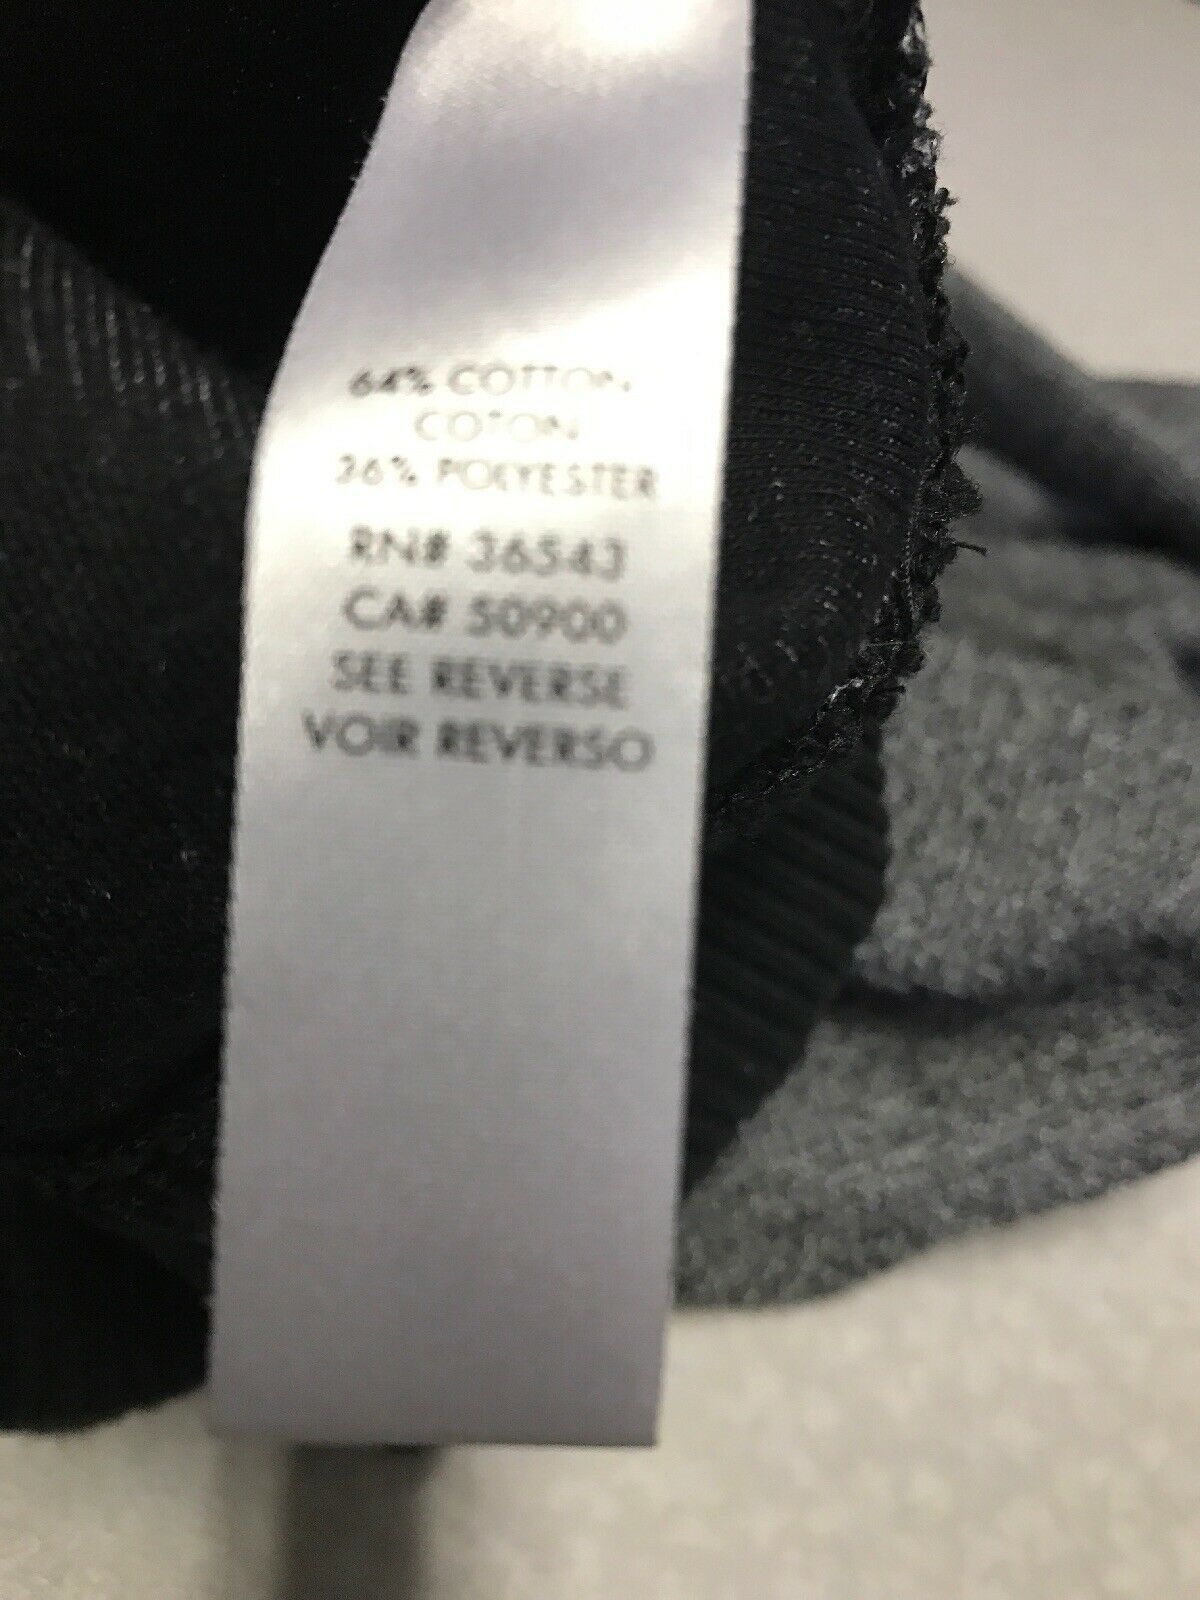 64% COTTON
COTON
36% POLYESTER
RN# 36543
CA# 50900
SEE REVERSE
VOIR REVERSO